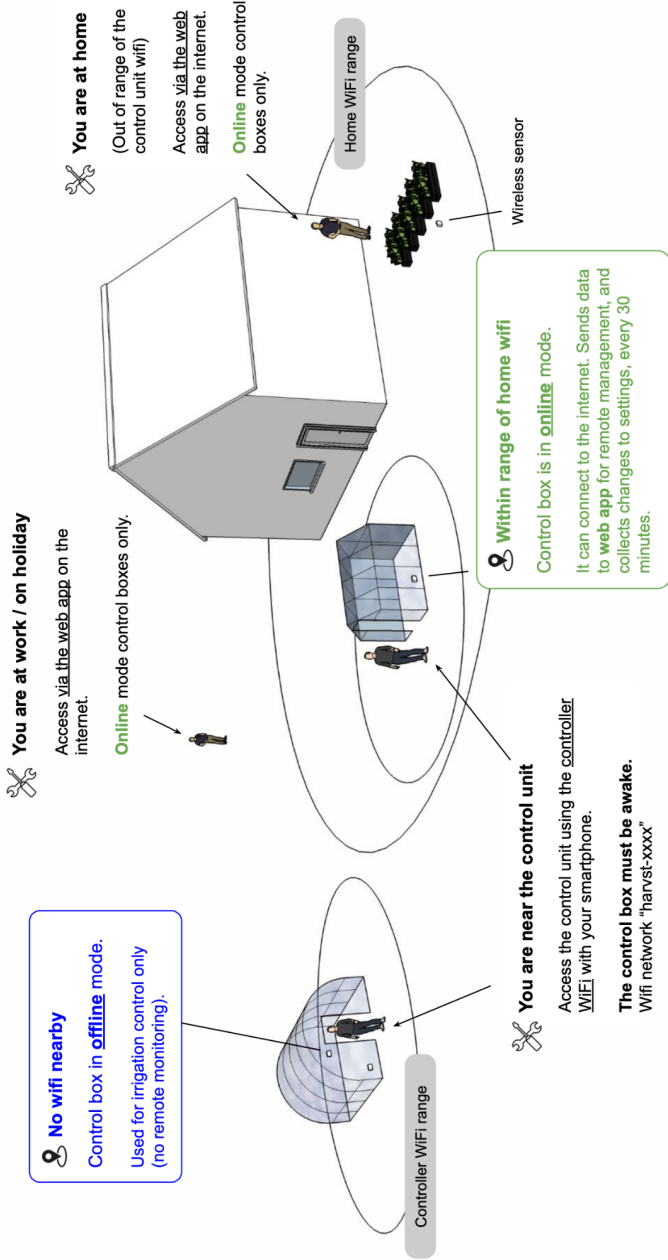 No wifi nearby
Control box in offline mode.
Used for irrigation control only
(no remote monitoring).
You are at work / on holiday
Access via the web app on the
internet.
Online mode control boxes only.
You are at home
(Out of range of the
control unit wifi)
Access via the web
app on the internet.
Online mode control
boxes only.
Home WiFi range
Wireless sensor
Controller WiFi range
You are near the control unit
Access the control unit using the controller
WiFi with your smartphone.
The control box must be awake.
Wifi network “harvst-xxxx”
Within range of home wifi
Control box is in online mode.
It can connect to the internet. Sends data
to web app for remote management, and
collects changes to settings, every 30
minutes.